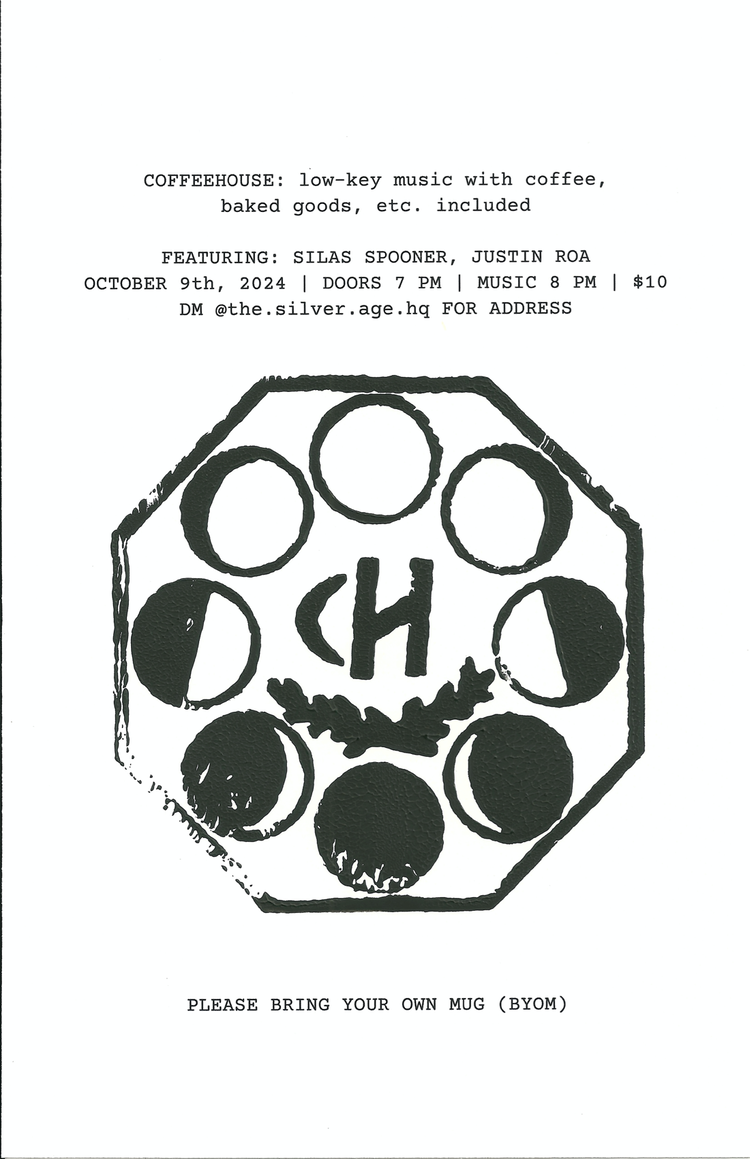 COFFEEHOUSE: low-key music with coffee,
baked goods, etc. included
FEATURING: SILAS SPOONER, JUSTIN ROA
OCTOBER 9th, 2024 | DOORS 7 PM | MUSIC 8 PM | $10
DM @the.silver.age.hq FOR ADDRESS
CH
PLEASE BRING YOUR OWN MUG (BYOM)